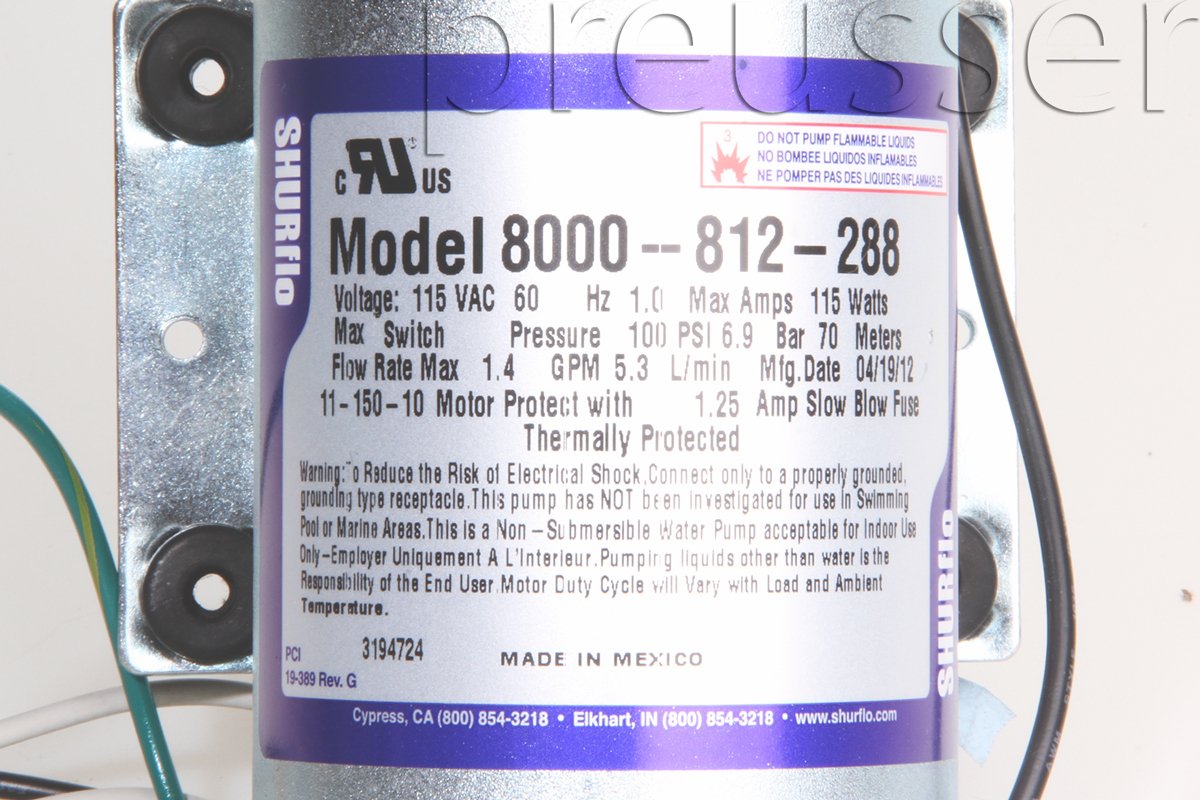 preusser
SHURflo
c RU US
3
DO NOT PUMP FLAMMABLE LIQUIDS
NO BOMBEE LIQUIDOS INFLAMABLES
NE POMPER PAS DES LIQUIDES INFLAMMABLES
Model 8000--812-288
Voltage: 115 VAC 60 Hz 1.0 Max Amps 115 Watts
Max Switch Pressure 100 PSI 6.9 Bar 70 Meters
Flow Rate Max 1.4 GPM 5.3 L/min Mfg.Date 04/19/12
11-150-10 Motor Protect with 1.25 Amp Slow Blow Fuse
Thermally Protected
Warning:To Reduce the Risk of Electrical Shock,Connect only to a properly grounded,
grounding type receptacle.This pump has NOT been investigated for use in Swimming
Pool or Marine Areas.This is a Non-Submersible Water Pump acceptable for Indoor Use
Only-Employer Uniquement A L'Interieur.Pumping liquids other than water is the
Responsibility of the End User.Motor Duty Cycle will Vary with Load and Ambient
Temperature.
PCI 3194724 MADE IN MEXICO
19-389 Rev. G
SHURflo
Cypress, CA (800) 854-3218 • Elkhart, IN (800) 854-3218 • www.shurflo.com
AWM STYLE